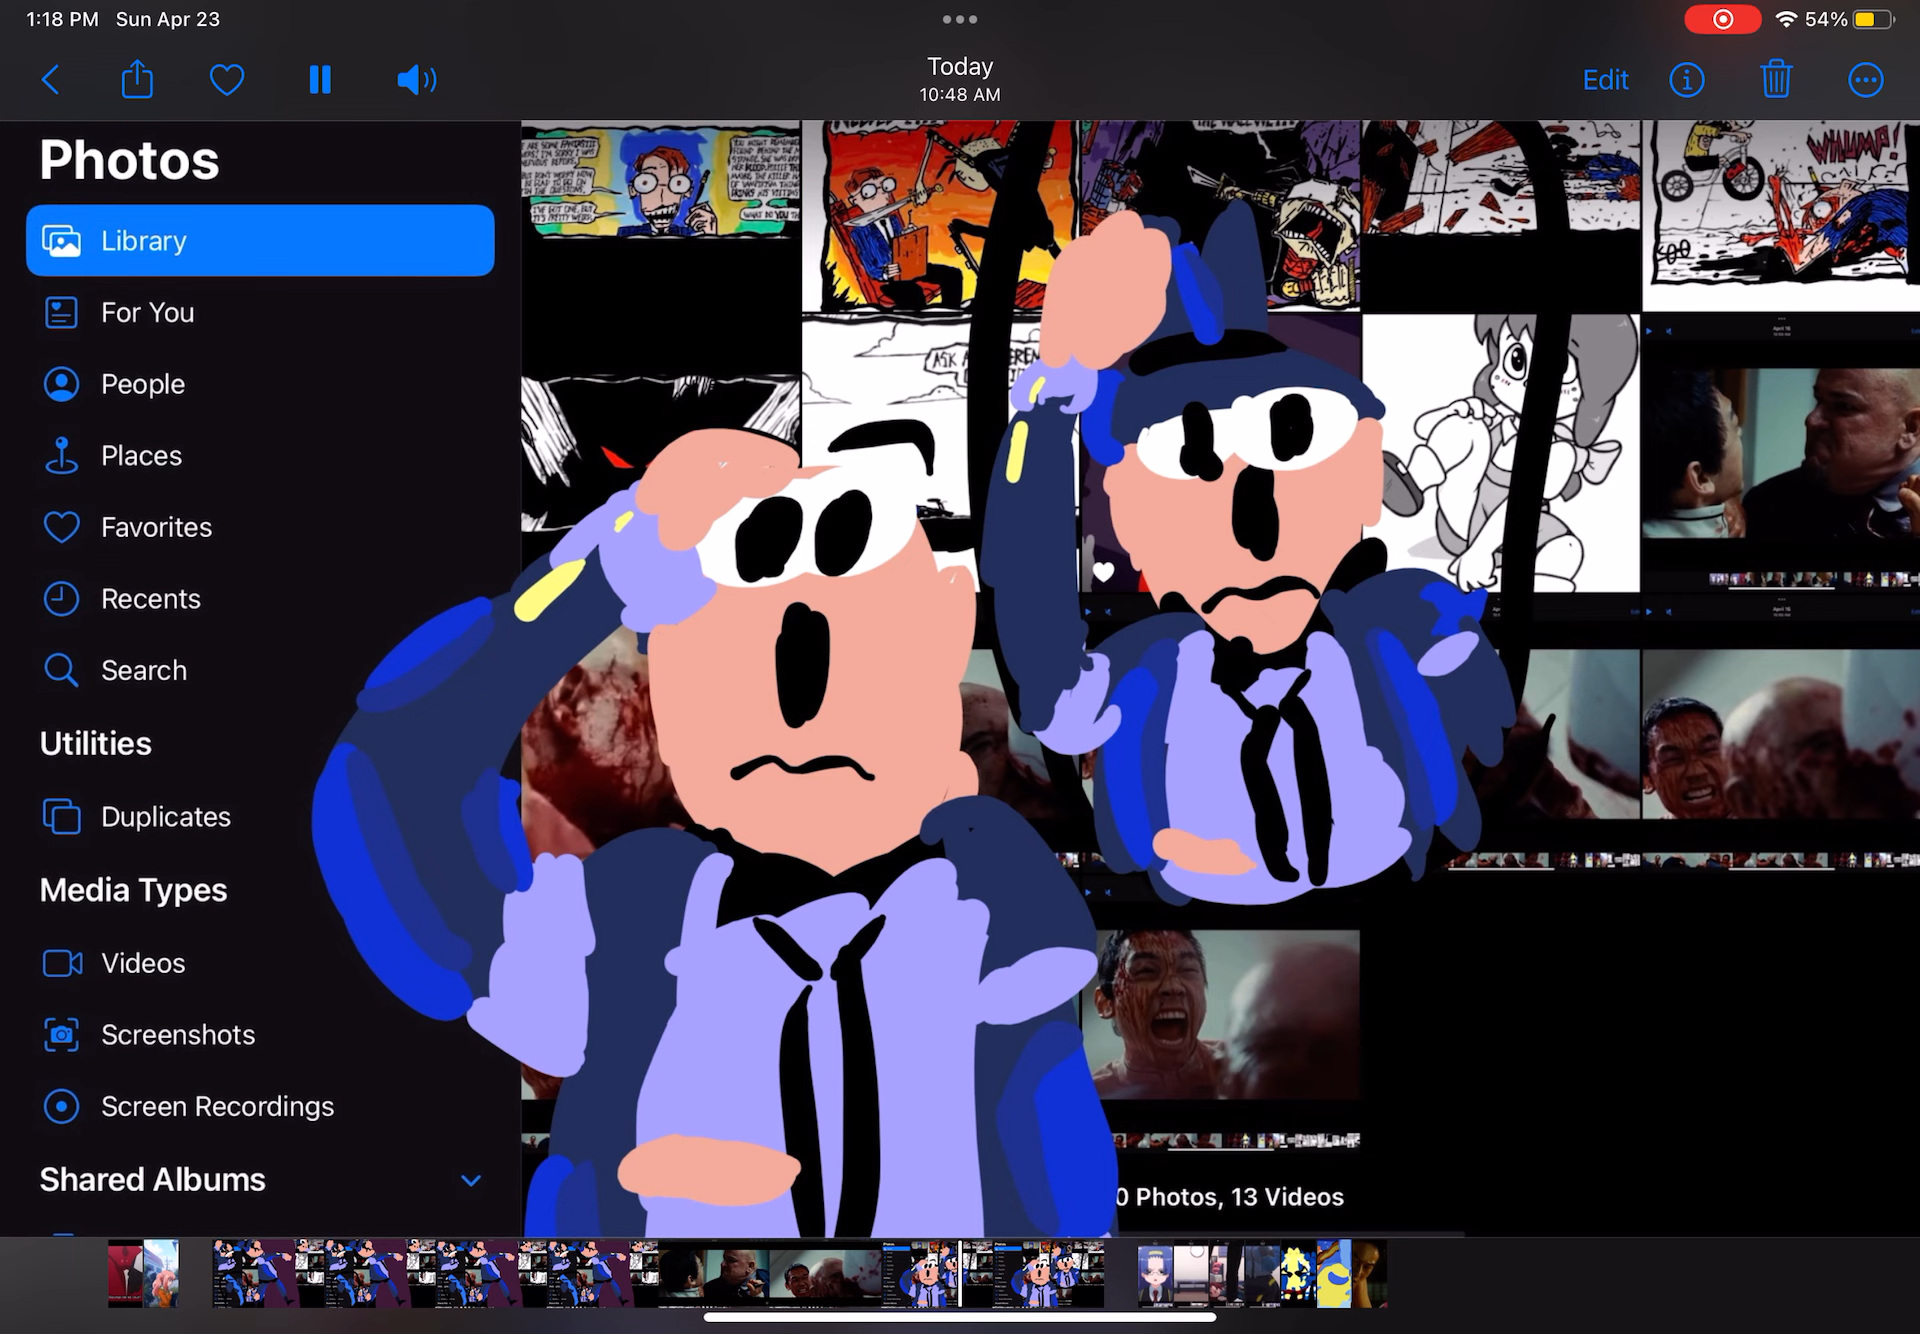 1:18 PM Sun Apr 23
54%
Today
10:48 AM
Edit
Photos
Library
For You
People
Places
Favorites
Recents
Search
Utilities
Duplicates
Media Types
Videos
Screenshots
Screen Recordings
Shared Albums
WHUMP!
ASK A
0 Photos, 13 Videos